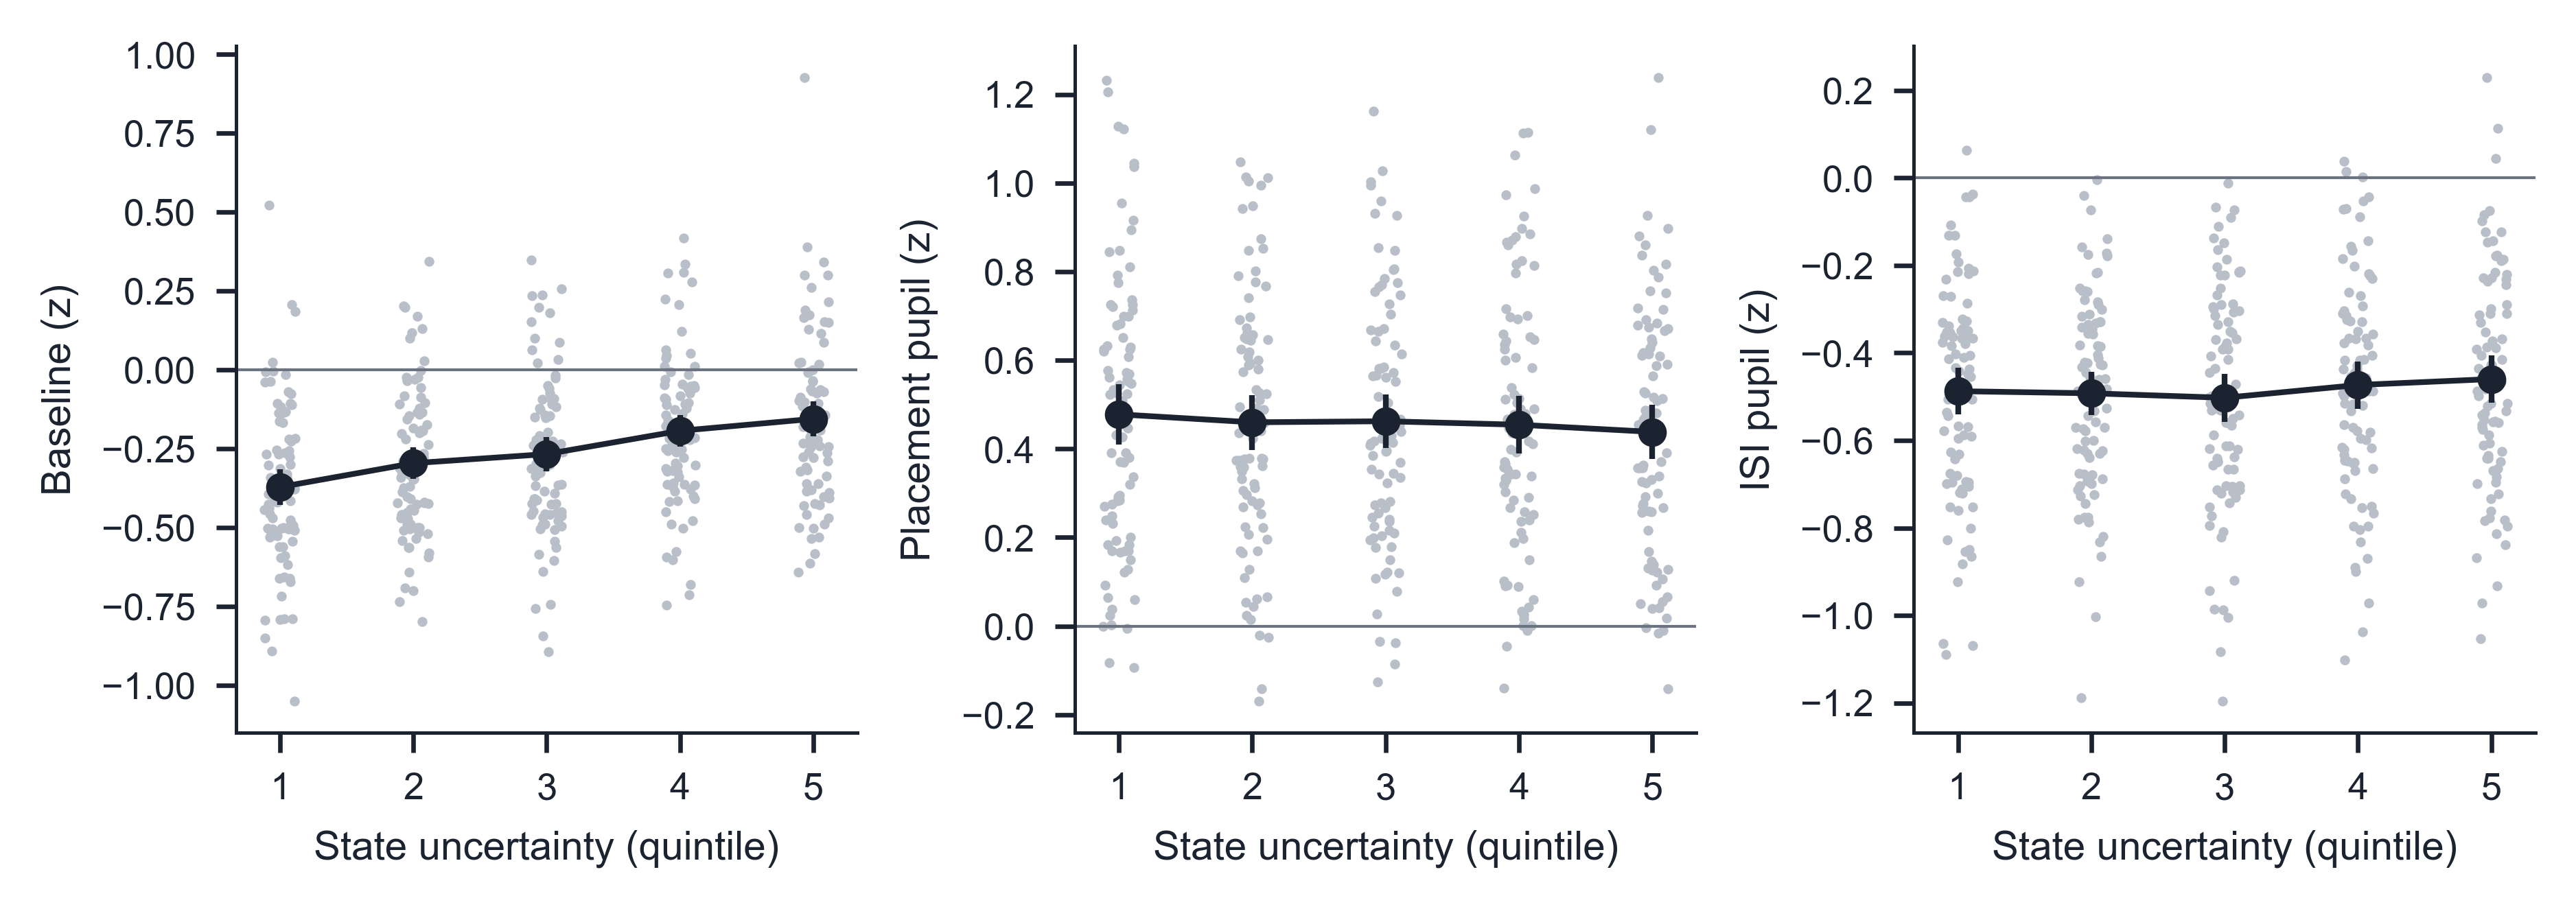 Baseline (z)
1.00
0.75
0.50
0.25
0.00
−0.25
−0.50
−0.75
−1.00
1 2 3 4 5
State uncertainty (quintile)
Placement pupil (z)
1.2
1.0
0.8
0.6
0.4
0.2
0.0
−0.2
1 2 3 4 5
State uncertainty (quintile)
ISI pupil (z)
0.2
0.0
−0.2
−0.4
−0.6
−0.8
−1.0
−1.2
1 2 3 4 5
State uncertainty (quintile)